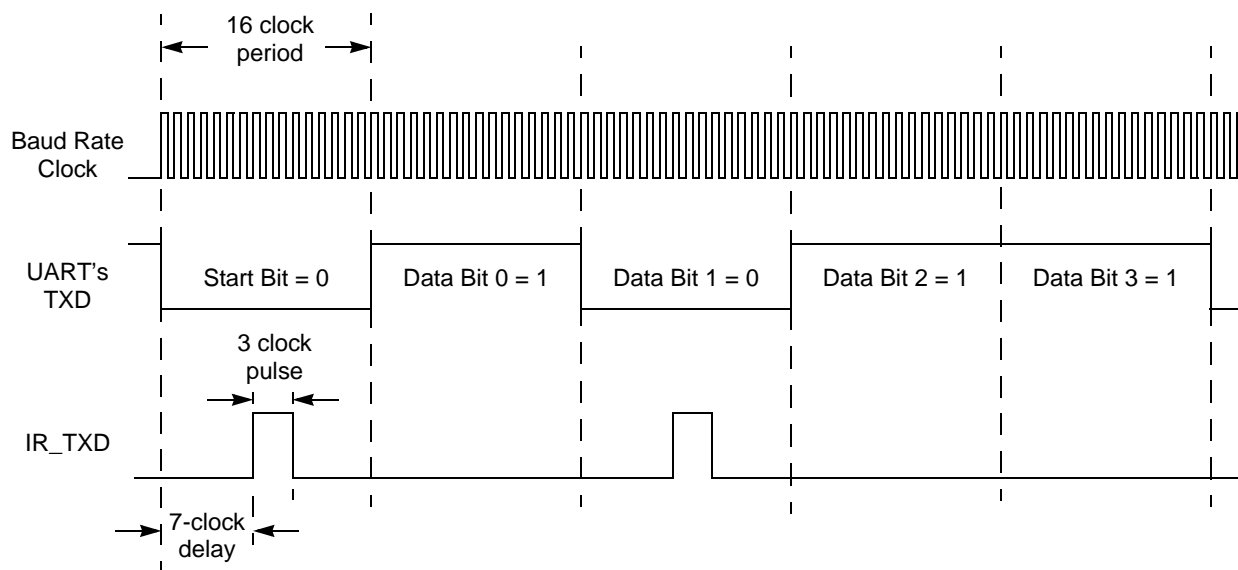 16 clock
period
Baud Rate
Clock
UART's
TXD
Start Bit = 0
Data Bit 0 = 1
Data Bit 1 = 0
Data Bit 2 = 1
Data Bit 3 = 1
3 clock
pulse
IR_TXD
7-clock
delay